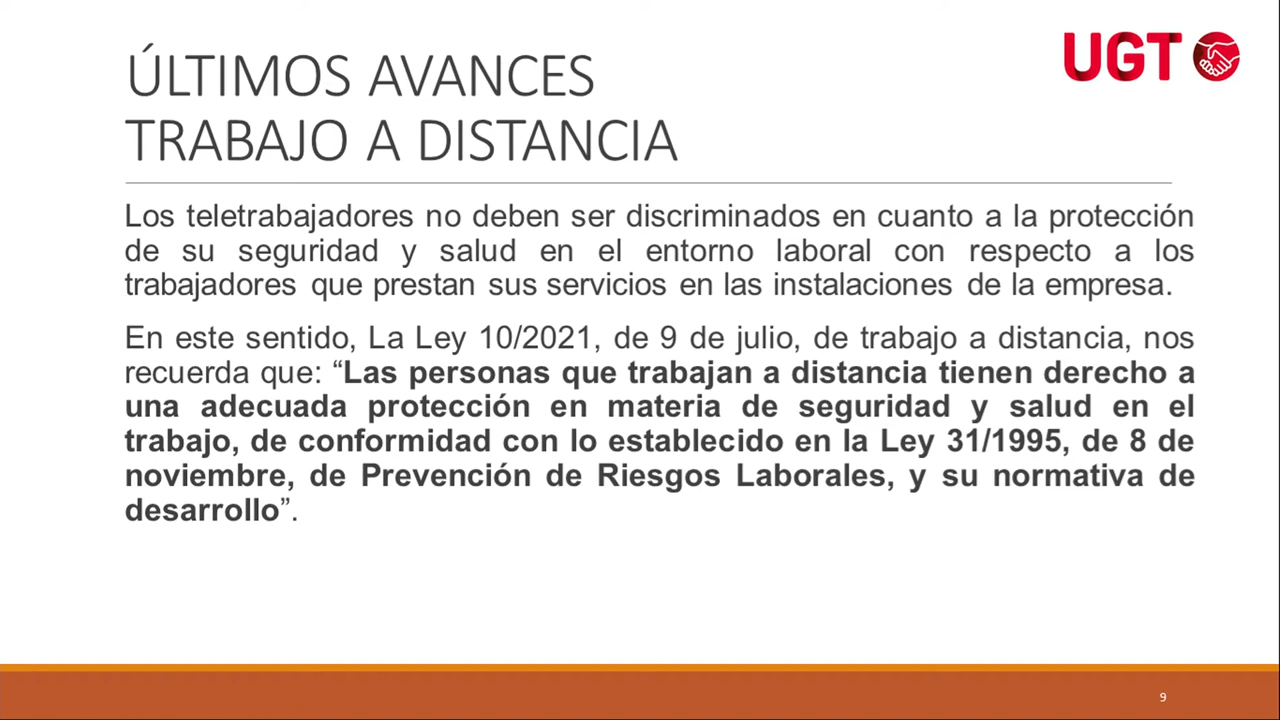 ÚLTIMOS AVANCES
TRABAJO A DISTANCIA
UGT
Los teletrabajadores no deben ser discriminados en cuanto a la protección
de su seguridad y salud en el entorno laboral con respecto a los
trabajadores que prestan sus servicios en las instalaciones de la empresa.
En este sentido, La Ley 10/2021, de 9 de julio, de trabajo a distancia, nos
recuerda que: “Las personas que trabajan a distancia tienen derecho a
una adecuada protección en materia de seguridad y salud en el
trabajo, de conformidad con lo establecido en la Ley 31/1995, de 8 de
noviembre, de Prevención de Riesgos Laborales, y su normativa de
desarrollo”.
9